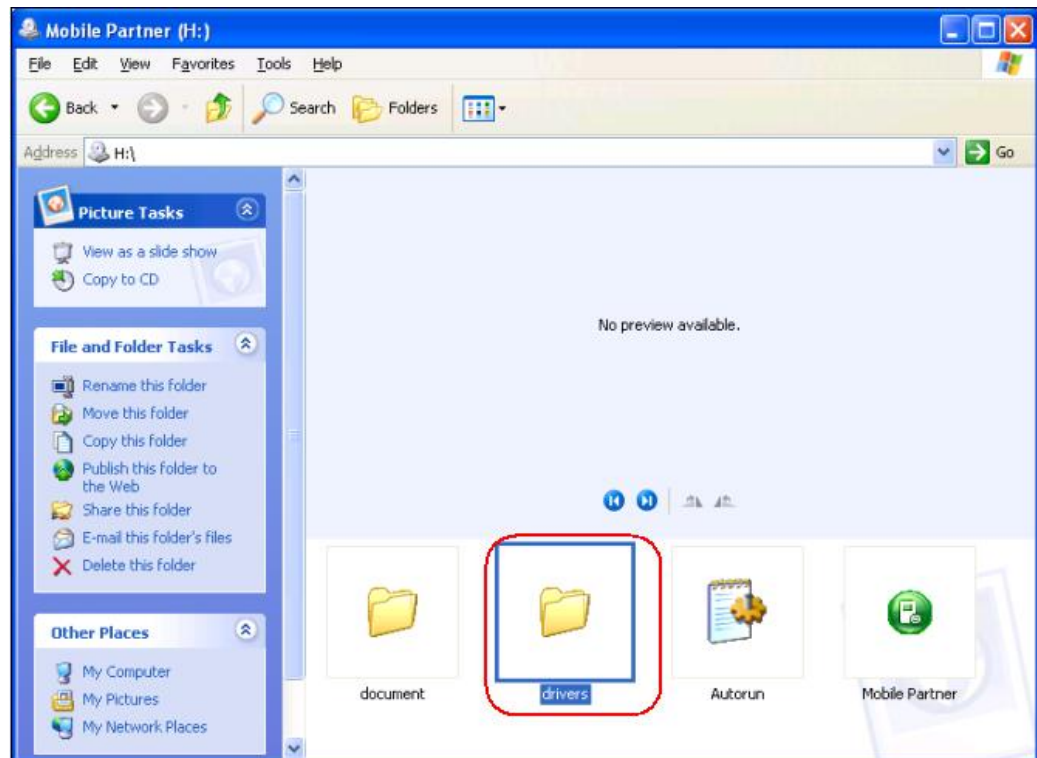 Mobile Partner (H:)
File Edit View Favorites Tools Help
Back Search Folders
Address H:\ Go
Picture Tasks
View as a slide show
Copy to CD
No preview available.
File and Folder Tasks
Rename this folder
Move this folder
Copy this folder
Publish this folder to
the Web
Share this folder
E-mail this folder's files
Delete this folder
Other Places
My Computer
My Pictures
My Network Places
document drivers Autorun Mobile Partner